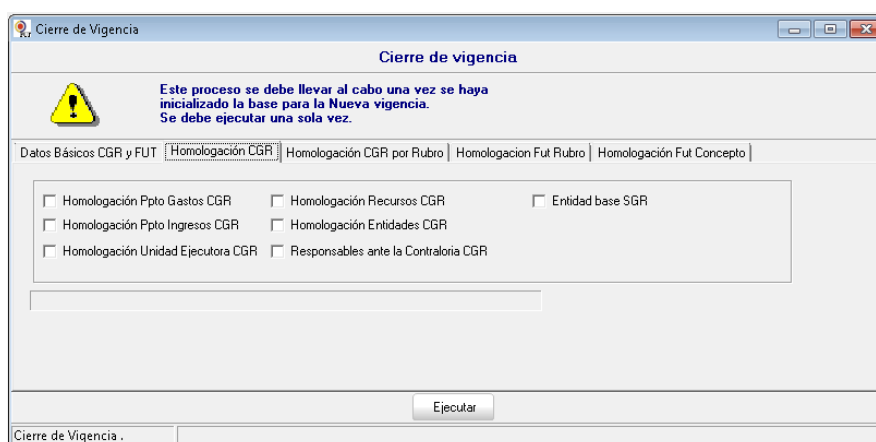 Cierre de Vigencia
Cierre de vigencia
Este proceso se debe llevar al cabo una vez se haya
inicializado la base para la Nueva vigencia.
Se debe ejecutar una sola vez.
Datos Básicos CGR y FUT Homologación CGR Homologación CGR por Rubro Homologacion Fut Rubro Homologación Fut Concepto
Homologación Ppto Gastos CGR Homologación Recursos CGR Entidad base SGR
Homologación Ppto Ingresos CGR Homologación Entidades CGR
Homologación Unidad Ejecutora CGR Responsables ante la Contraloria CGR
Ejecutar
Cierre de Vigencia .